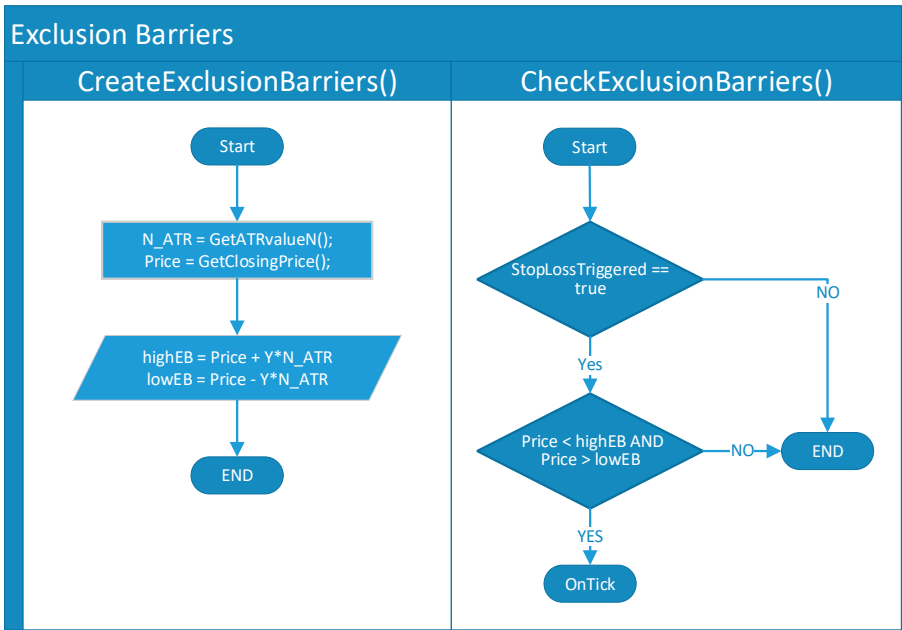 Exclusion Barriers
CreateExclusionBarriers()
Start
N_ATR = GetATRvalueN();
Price = GetClosingPrice();
highEB = Price + Y*N_ATR
lowEB = Price - Y*N_ATR
END
CheckExclusionBarriers()
Start
StopLossTriggered ==
true
NO
Yes
Price < highEB AND
Price > lowEB
NO
END
YES
OnTick